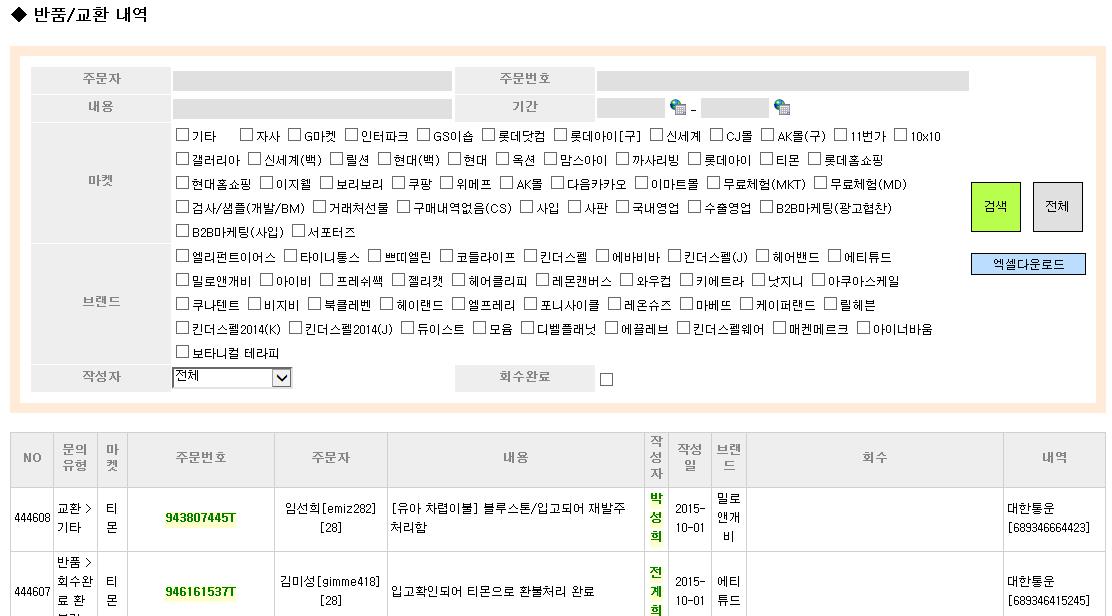 ◆ 반품/교환 내역
주문자 주문번호
내용 기간 -
마켓
기타 자사 G마켓 인터파크 GS이숍 롯데닷컴 롯데아이[구] 신세계 CJ몰 AK몰(구) 11번가 10x10
갤러리아 신세계(백) 릴션 현대(백) 현대 옥션 맘스아이 까사리빙 롯데아이 티몬 롯데홈쇼핑
현대홈쇼핑 이지웰 보리보리 쿠팡 위메프 AK몰 다음카카오 이마트몰 무료체험(MKT) 무료체험(MD)
검사/샘플(개발/BM) 거래처선물 구매내역없음(CS) 사입 사판 국내영업 수출영업 B2B마케팅(광고협찬)
B2B마케팅(사입) 서포터즈
검색 전체
엑셀다운로드
브랜드
엘리펀트이어스 타이니통스 쁘띠엘린 코들라이프 킨더스펠 에바비바 킨더스펠(J) 헤어밴드 에티튜드
밀로앤개비 아이비 프레쉬쌕 젤리캣 헤어클리피 레몬캔버스 와우컵 키에트라 낫지니 아쿠아스케일
쿠나텐트 비지비 북클레벤 헤이랜드 엘프레리 포니사이클 레온슈즈 마베뜨 케이퍼랜드 릴헤븐
킨더스펠2014(K) 킨더스펠2014(J) 듀이스트 모윰 디벨플래닛 에끌레브 킨더스펠웨어 매켄메르크 아이너바움
보타니컬 테라피
작성자 전체 회수완료
NO 문의유형 마켓 주문번호 주문자 내용 작성자 작성일 브랜드 회수 내역
444608 교환 > 기타 티몬 943807445T 임선희[emiz282] [28] [유아 차렵이불] 블루스톤/입고되어 재발주 처리함 박성희 2015-10-01 밀로앤개비 대한통운 [689346664423]
444607 반품 > 회수완료 환 티몬 946161537T 김미성[gimme418] [28] 입고확인되어 티몬으로 환불처리 완료 전계희 2015-10-01 에티튜드 대한통운 [689346415245]